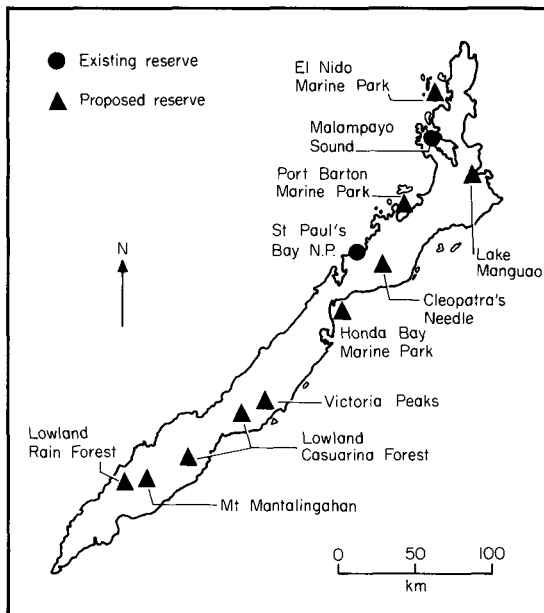 Existing reserve
Proposed reserve
El Nido
Marine Park
Malampayo
Sound
Port Barton
Marine Park
St Paul's
Bay N.P.
N
Lake
Manguao
Cleopatra's
Needle
Honda Bay
Marine Park
Victoria Peaks
Lowland
Rain Forest
Lowland
Casuarina Forest
Mt Mantalingahan
0 50 100
km